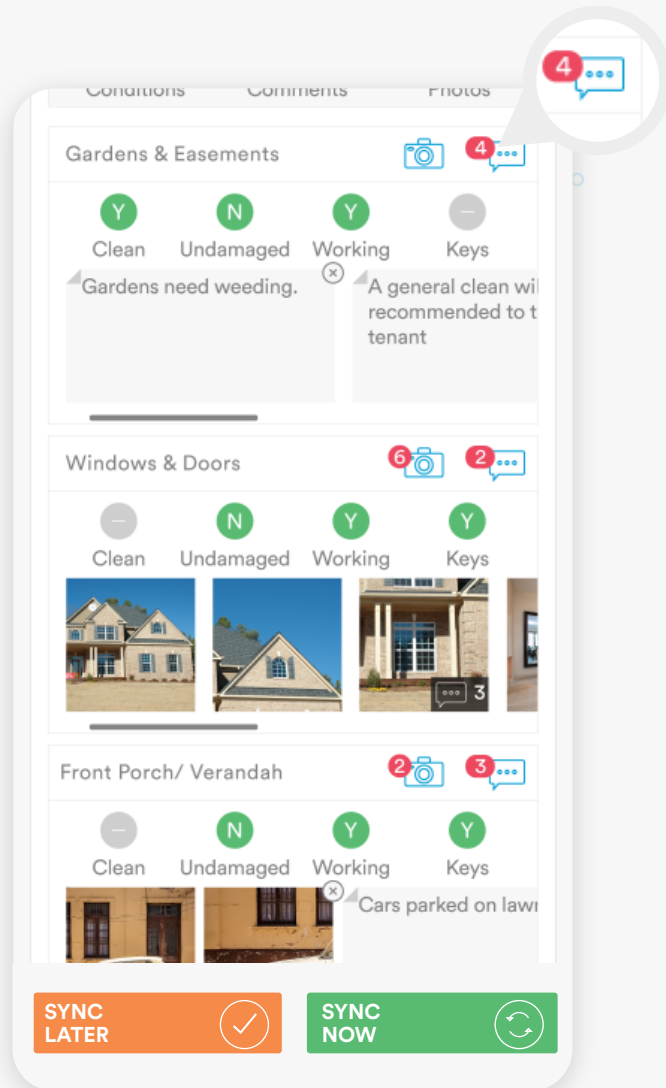 4
Conditions Comments Photos
Gardens & Easements 4
Y N Y
Clean Undamaged Working Keys
Gardens need weeding.
A general clean wil
recommended to t
tenant
Windows & Doors 6 2
N Y Y
Clean Undamaged Working Keys
3
Front Porch/ Verandah 2 3
N Y Y
Clean Undamaged Working Keys
Cars parked on lawn
SYNC
LATER
SYNC
NOW